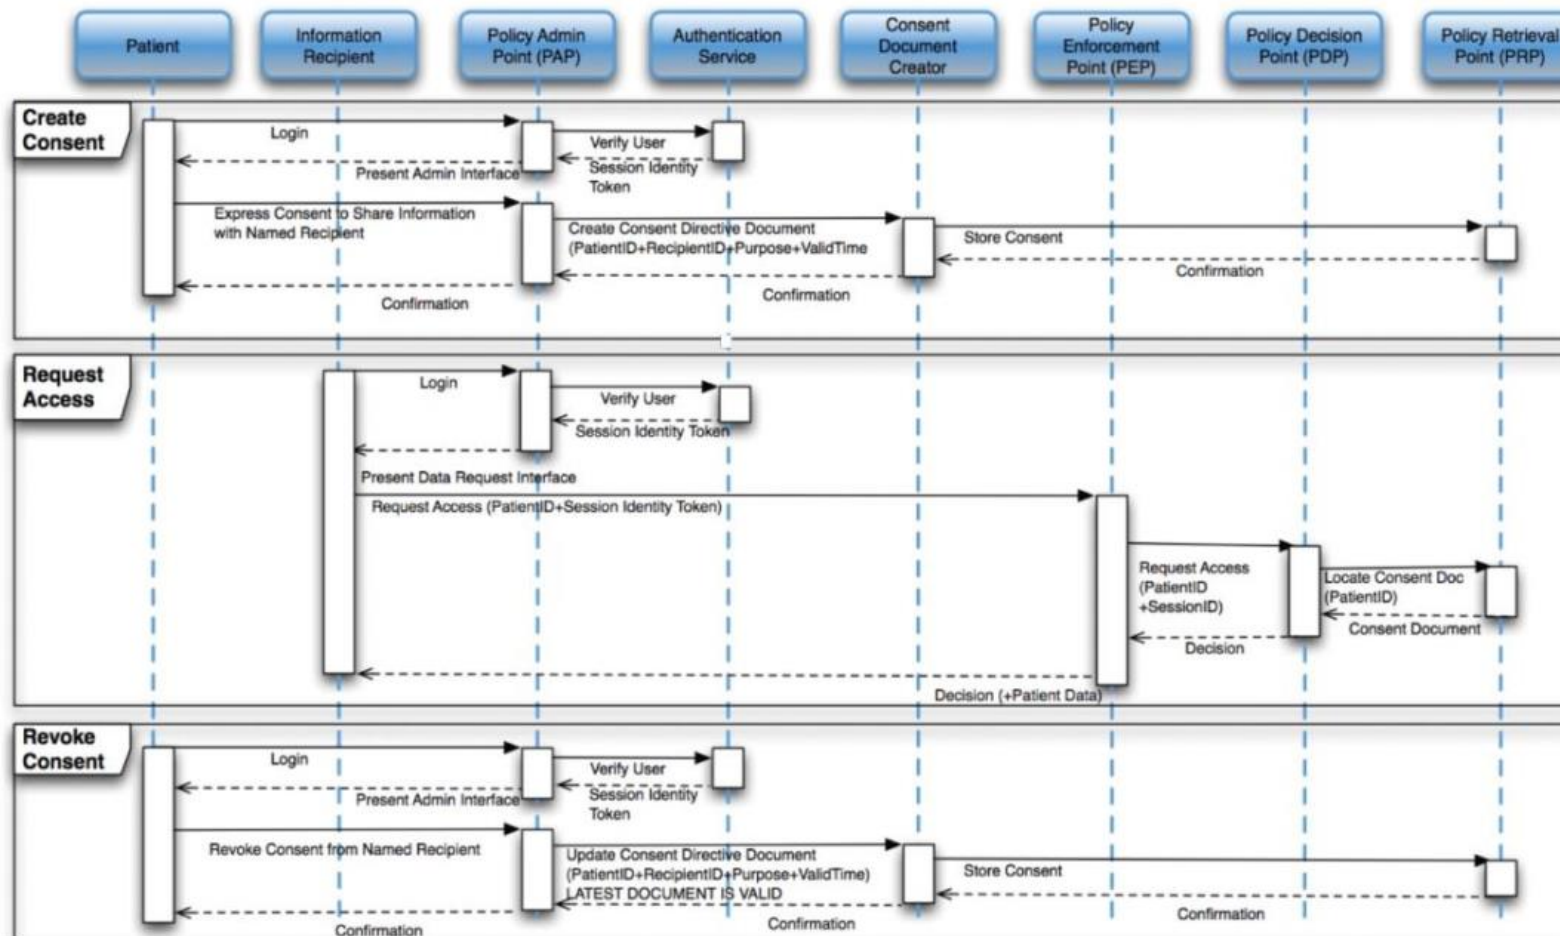 Patient
Information
Recipient
Policy Admin
Point (PAP)
Authentication
Service
Consent
Document
Creator
Policy
Enforcement
Point (PEP)
Policy Decision
Point (PDP)
Policy Retrieval
Point (PRP)
Create
Consent
Login
Verify User
Present Admin Interface
Session Identity
Token
Express Consent to Share Information
with Named Recipient
Create Consent Directive Document
(PatientID+RecipientID+Purpose+ValidTime
Store Consent
Confirmation
Confirmation
Confirmation
Request
Access
Login
Verify User
Session Identity Token
Present Data Request Interface
Request Access (PatientID+Session Identity Token)
Request Access
(PatientID
+SessionID)
Locate Consent Doc
(PatientID)
Consent Document
Decision
Decision (+Patient Data)
Revoke
Consent
Login
Verify User
Present Admin Interface
Session Identity
Token
Revoke Consent from Named Recipient
Update Consent Directive Document
(PatientID+RecipientID+Purpose+ValidTime)
LATEST DOCUMENT IS VALID
Store Consent
Confirmation
Confirmation
Confirmation